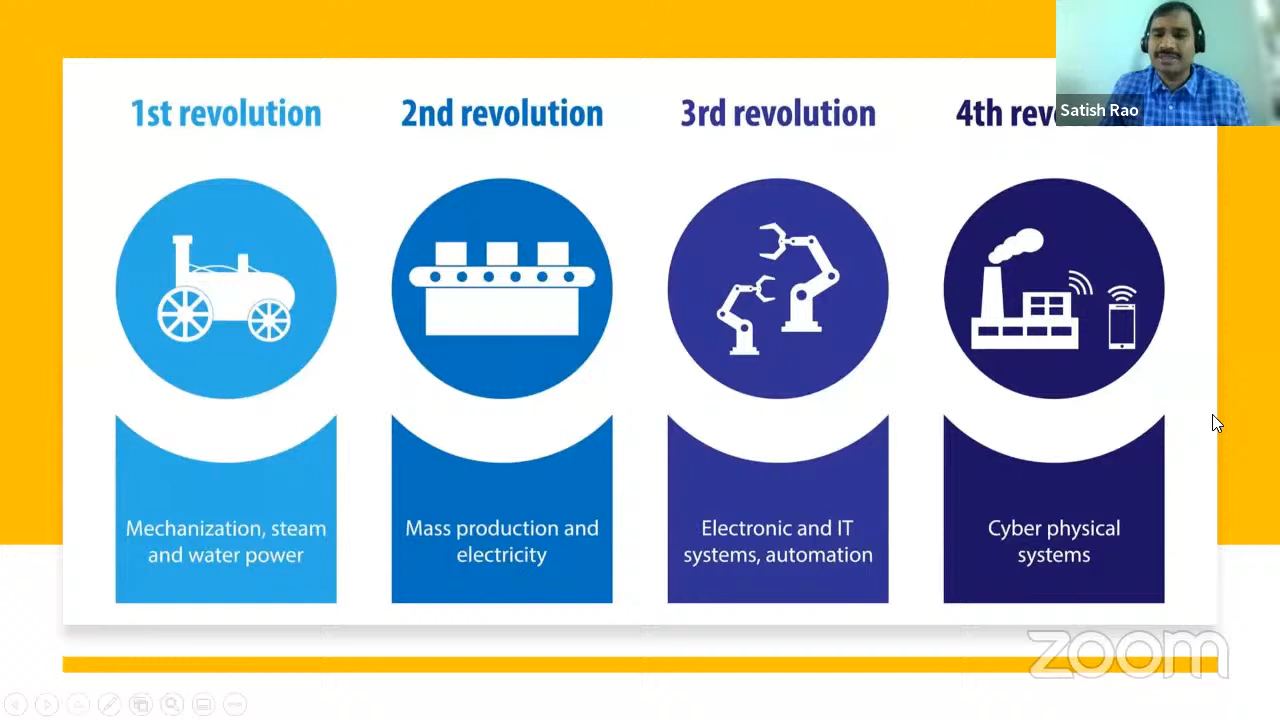 1st revolution
2nd revolution
3rd revolution
4th rev
Satish Rao
Mechanization, steam
and water power
Mass production and
electricity
Electronic and IT
systems, automation
Cyber physical
systems
zoom